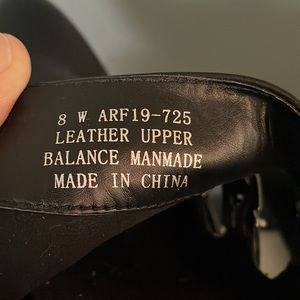 8 W ARF19-725
LEATHER UPPER
BALANCE MANMADE
MADE IN CHINA